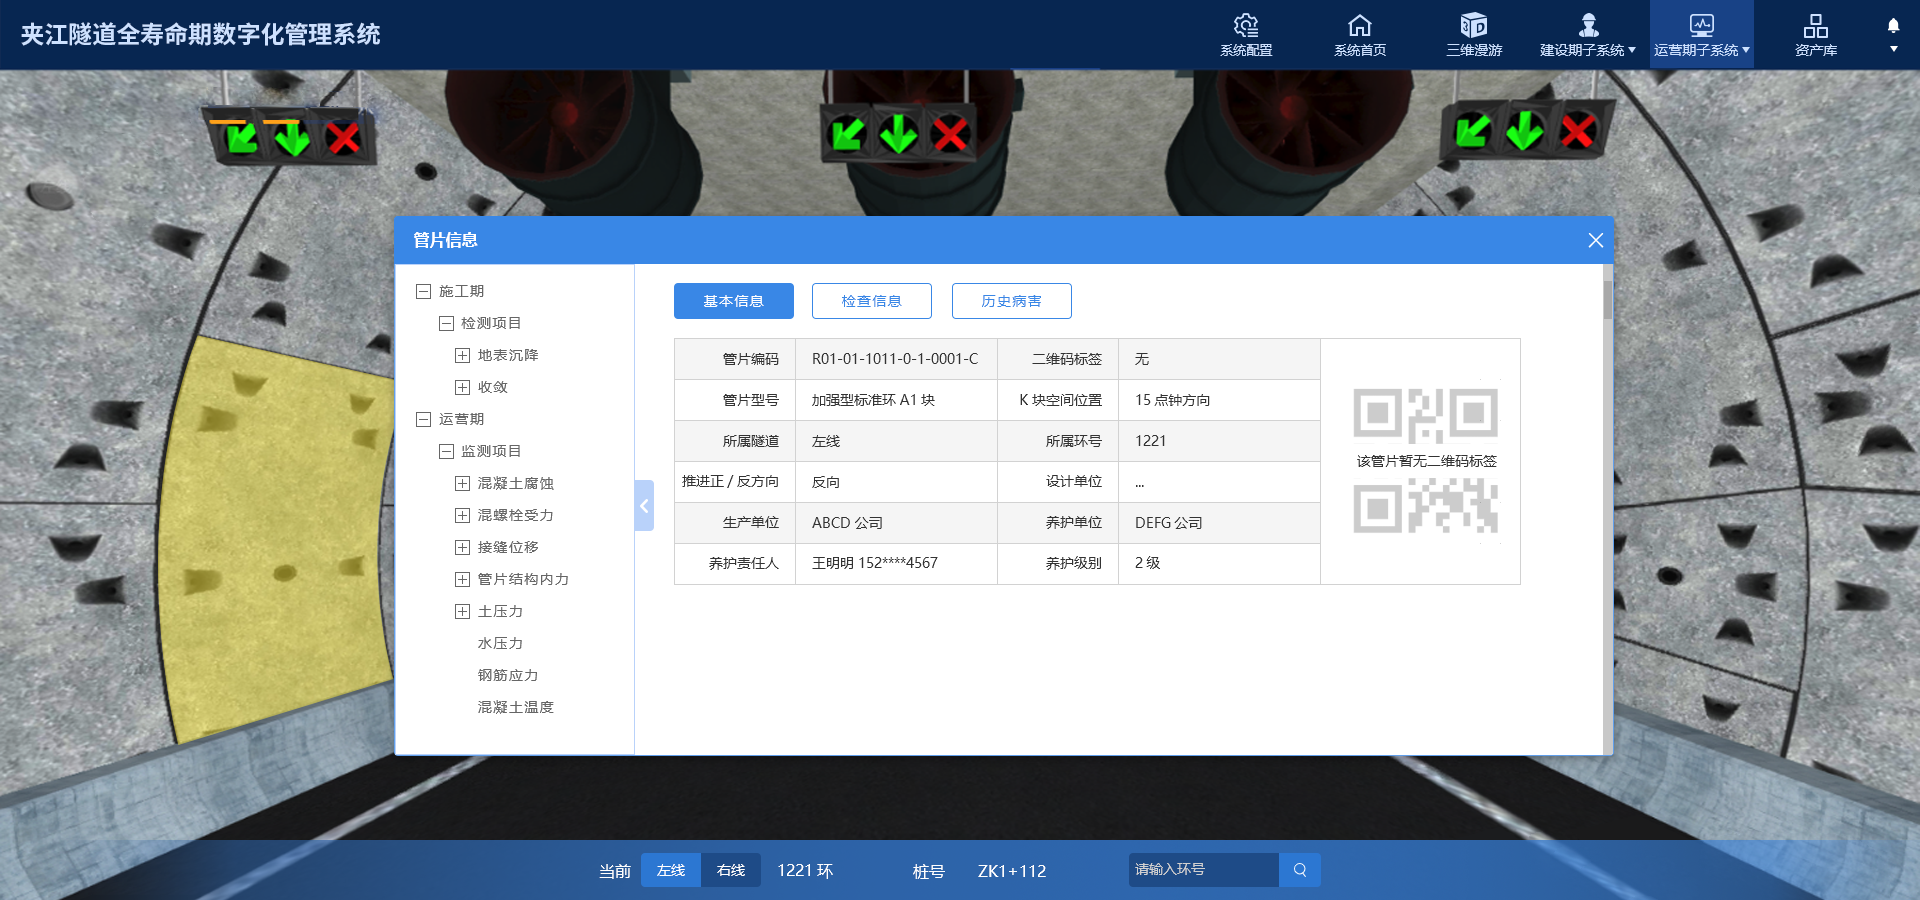 夹江隧道全寿命期数字化管理系统
系统配置
系统首页
三维漫游
建设期子系统
运营期子系统
资产库
管片信息
施工期
检测项目
地表沉降
收敛
运营期
监测项目
混凝土腐蚀
混螺栓受力
接缝位移
管片结构内力
土压力
水压力
钢筋应力
混凝土温度
基本信息 检查信息 历史病害
管片编码 R01-01-1011-0-1-0001-C 二维码标签 无
管片型号 加强型标准环 A1 块 K 块空间位置 15 点钟方向
所属隧道 左线 所属环号 1221
推进正 / 反方向 反向 设计单位 ...
生产单位 ABCD 公司 养护单位 DEFG 公司
养护责任人 王明明 152****4567 养护级别 2 级
该管片暂无二维码标签
当前 左线 右线 1221 环 桩号 ZK1+112 请输入环号